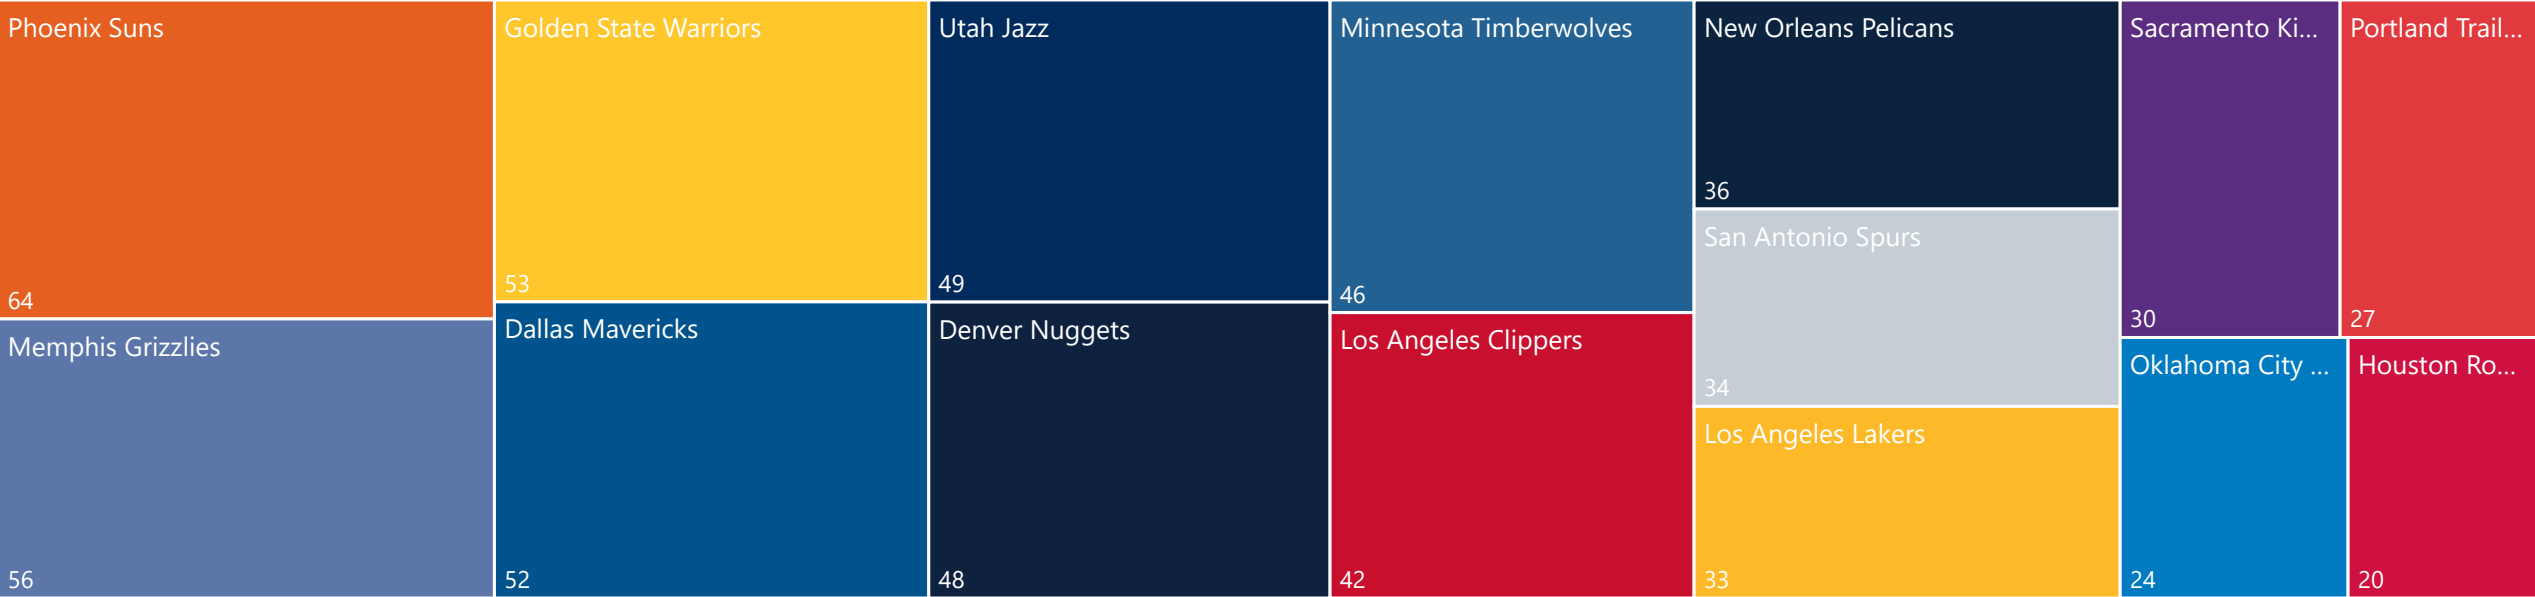 Phoenix Suns
64
Memphis Grizzlies
56
Golden State Warriors
53
Dallas Mavericks
52
Utah Jazz
49
Denver Nuggets
48
Minnesota Timberwolves
46
Los Angeles Clippers
42
New Orleans Pelicans
36
San Antonio Spurs
34
Los Angeles Lakers
33
Sacramento Ki...
30
Portland Trail...
27
Oklahoma City ...
24
Houston Ro...
20